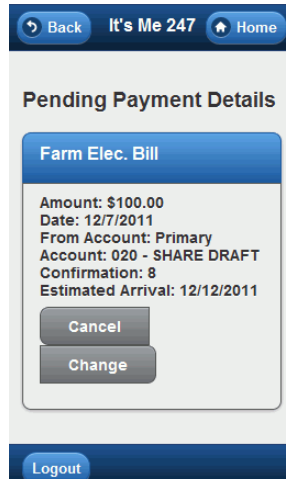 Back It's Me 247 Home
Pending Payment Details
Farm Elec. Bill
Amount: $100.00
Date: 12/7/2011
From Account: Primary
Account: 020 - SHARE DRAFT
Confirmation: 8
Estimated Arrival: 12/12/2011
Cancel
Change
Logout